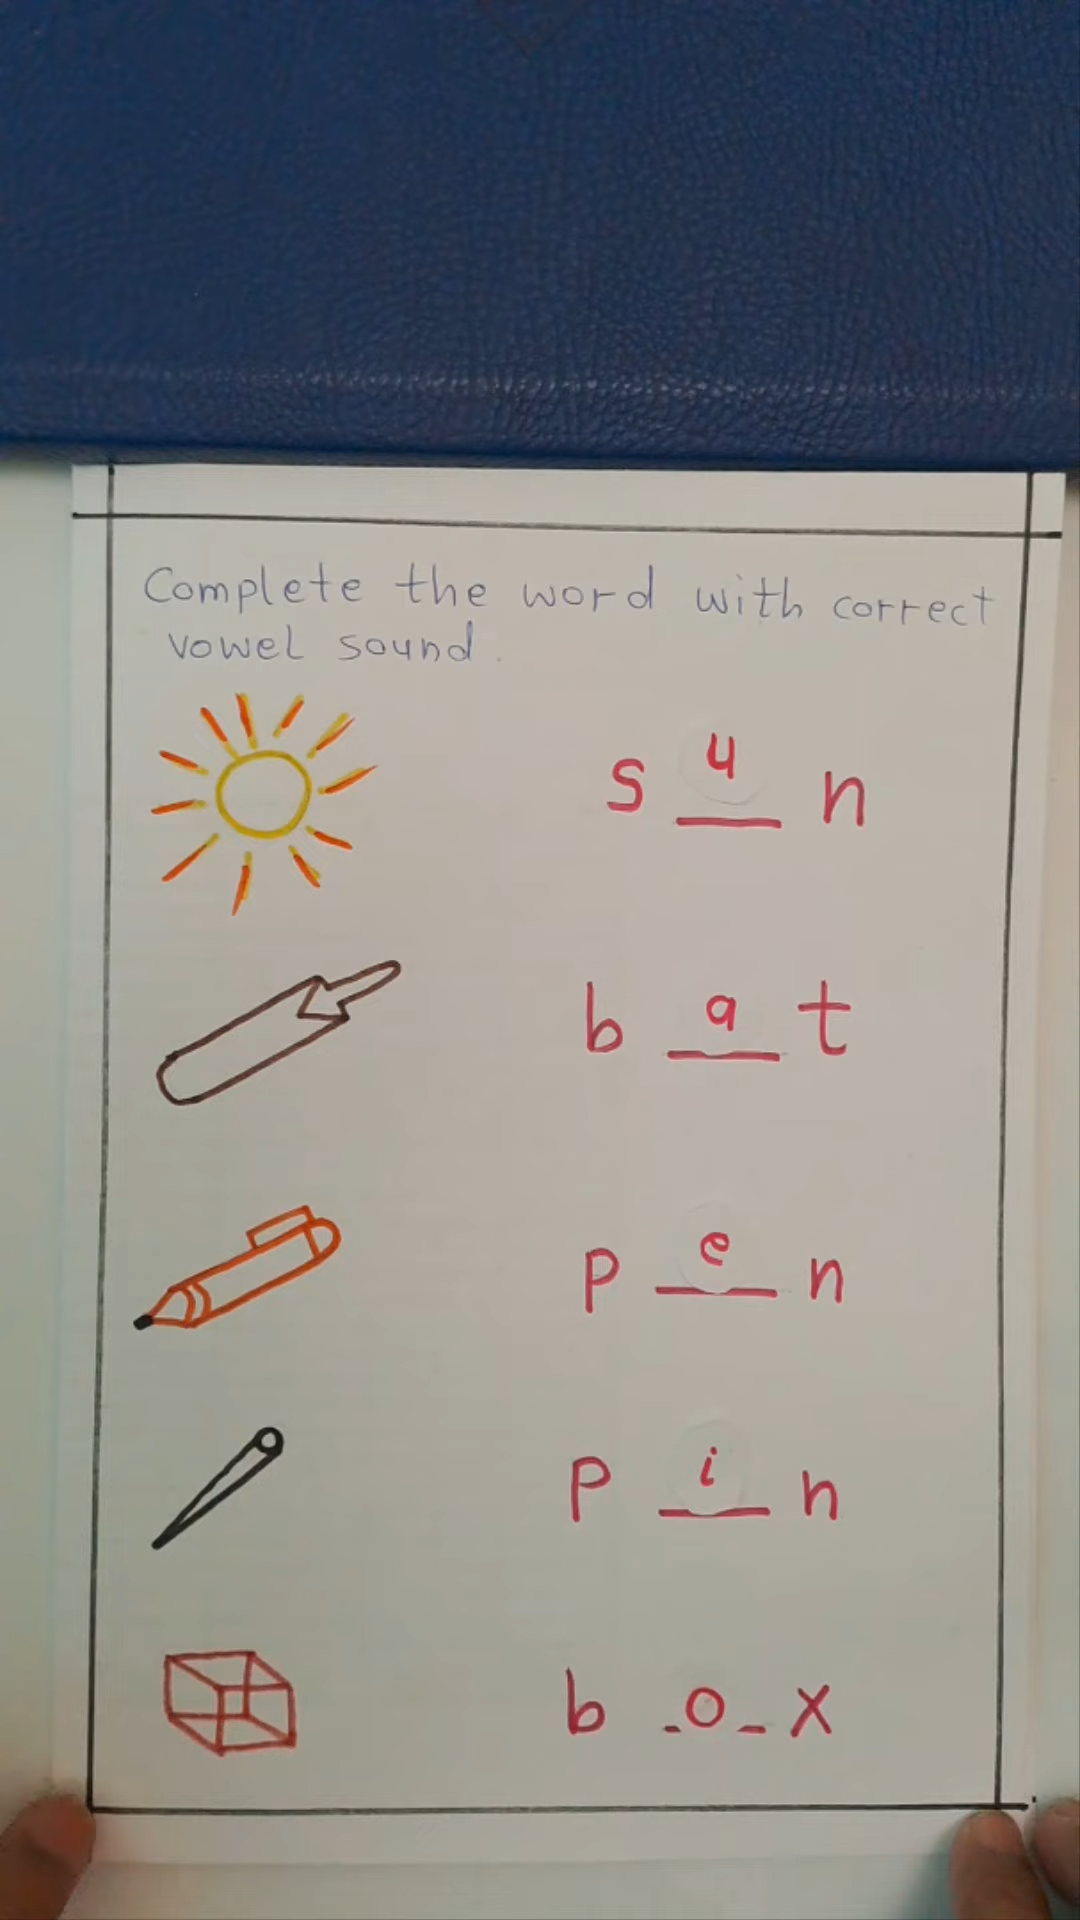 Complete the word with correct
vowel sound.
s u n
b a t
p e n
p i n
b o x